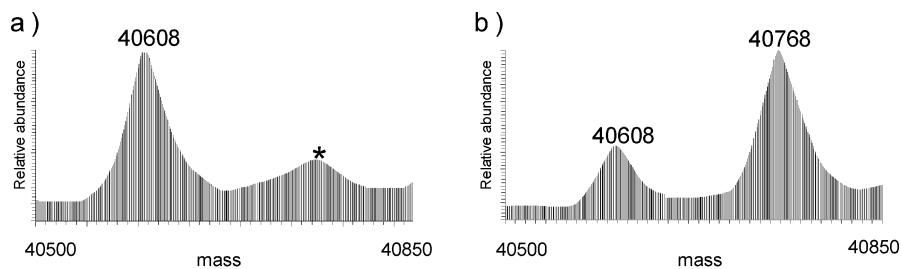 a)
40608
*
Relative abundance
40500
40850
mass
b)
40768
40608
Relative abundance
40500
40850
mass